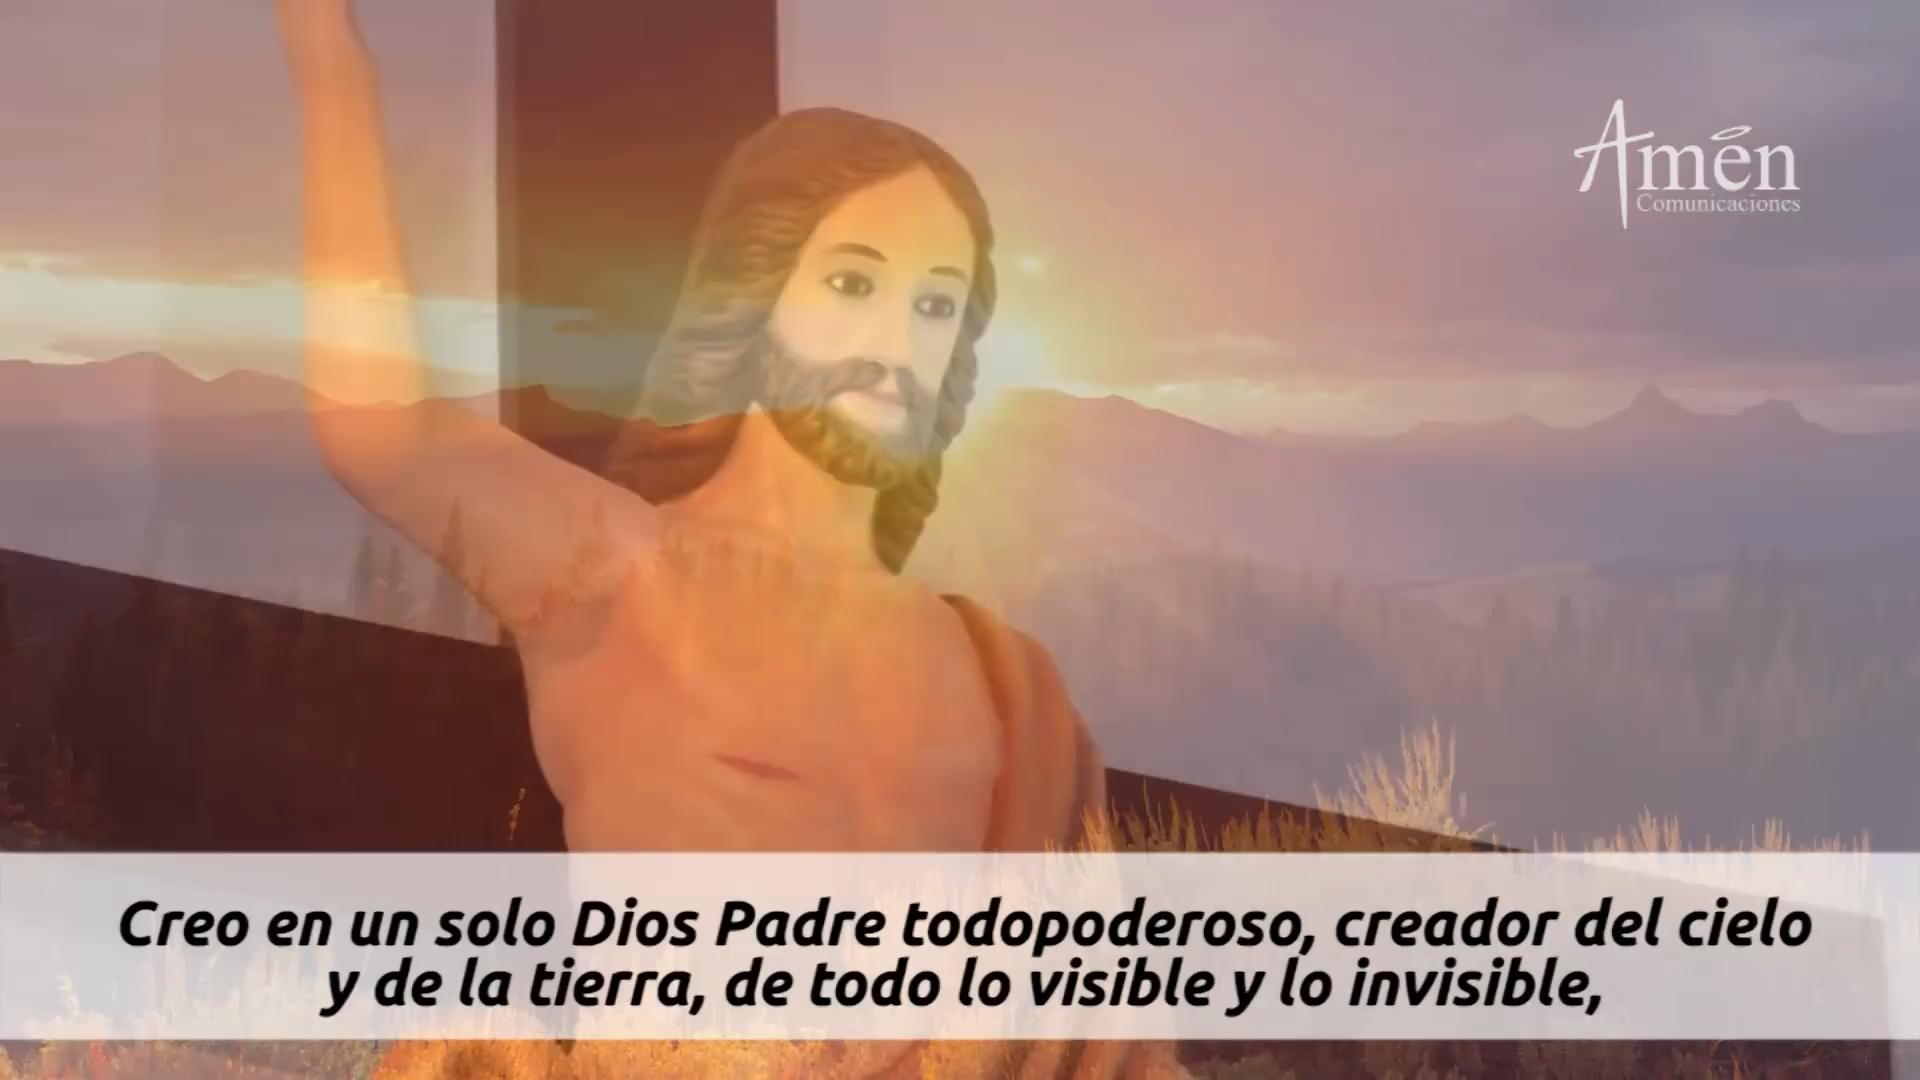 Amén
Comunicaciones
Creo en un solo Dios Padre todopoderoso, creador del cielo
y de la tierra, de todo lo visible y lo invisible,